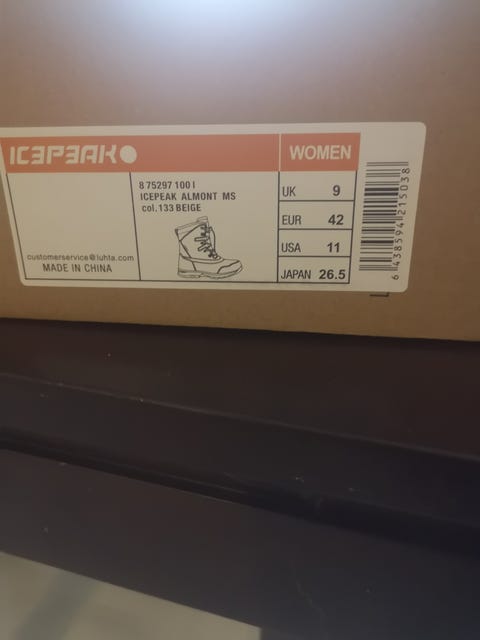 ICEPEAK
WOMEN
8 75297 100 I
ICEPEAK ALMONT MS
col. 133 BEIGE
customerservice@luhta.com
MADE IN CHINA
UK 9
EUR 42
USA 11
JAPAN 26.5
6 438594 215038